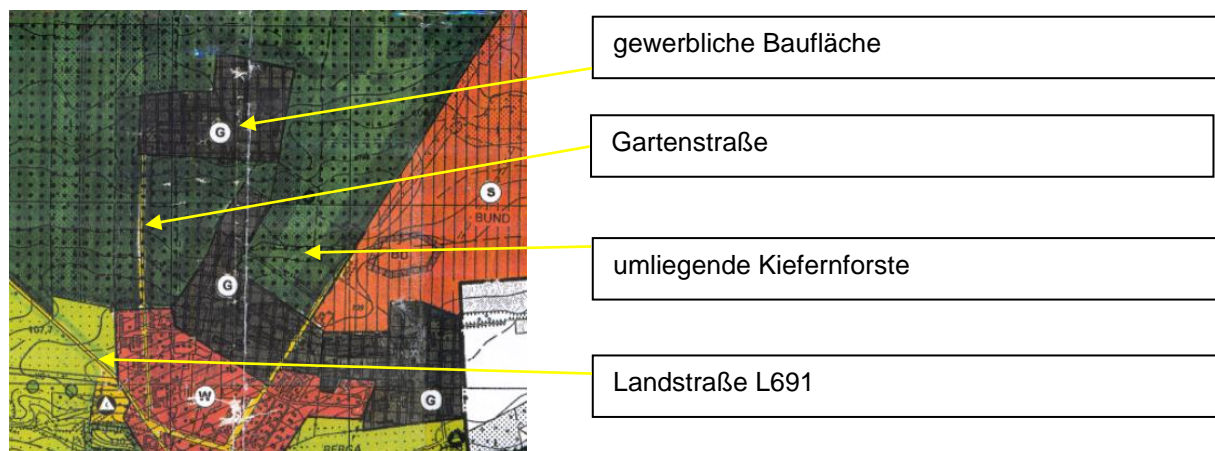 gewerbliche Baufläche
G
Gartenstraße
S
BUND
umliegende Kiefernforste
G
107,7
Landstraße L691
W
G